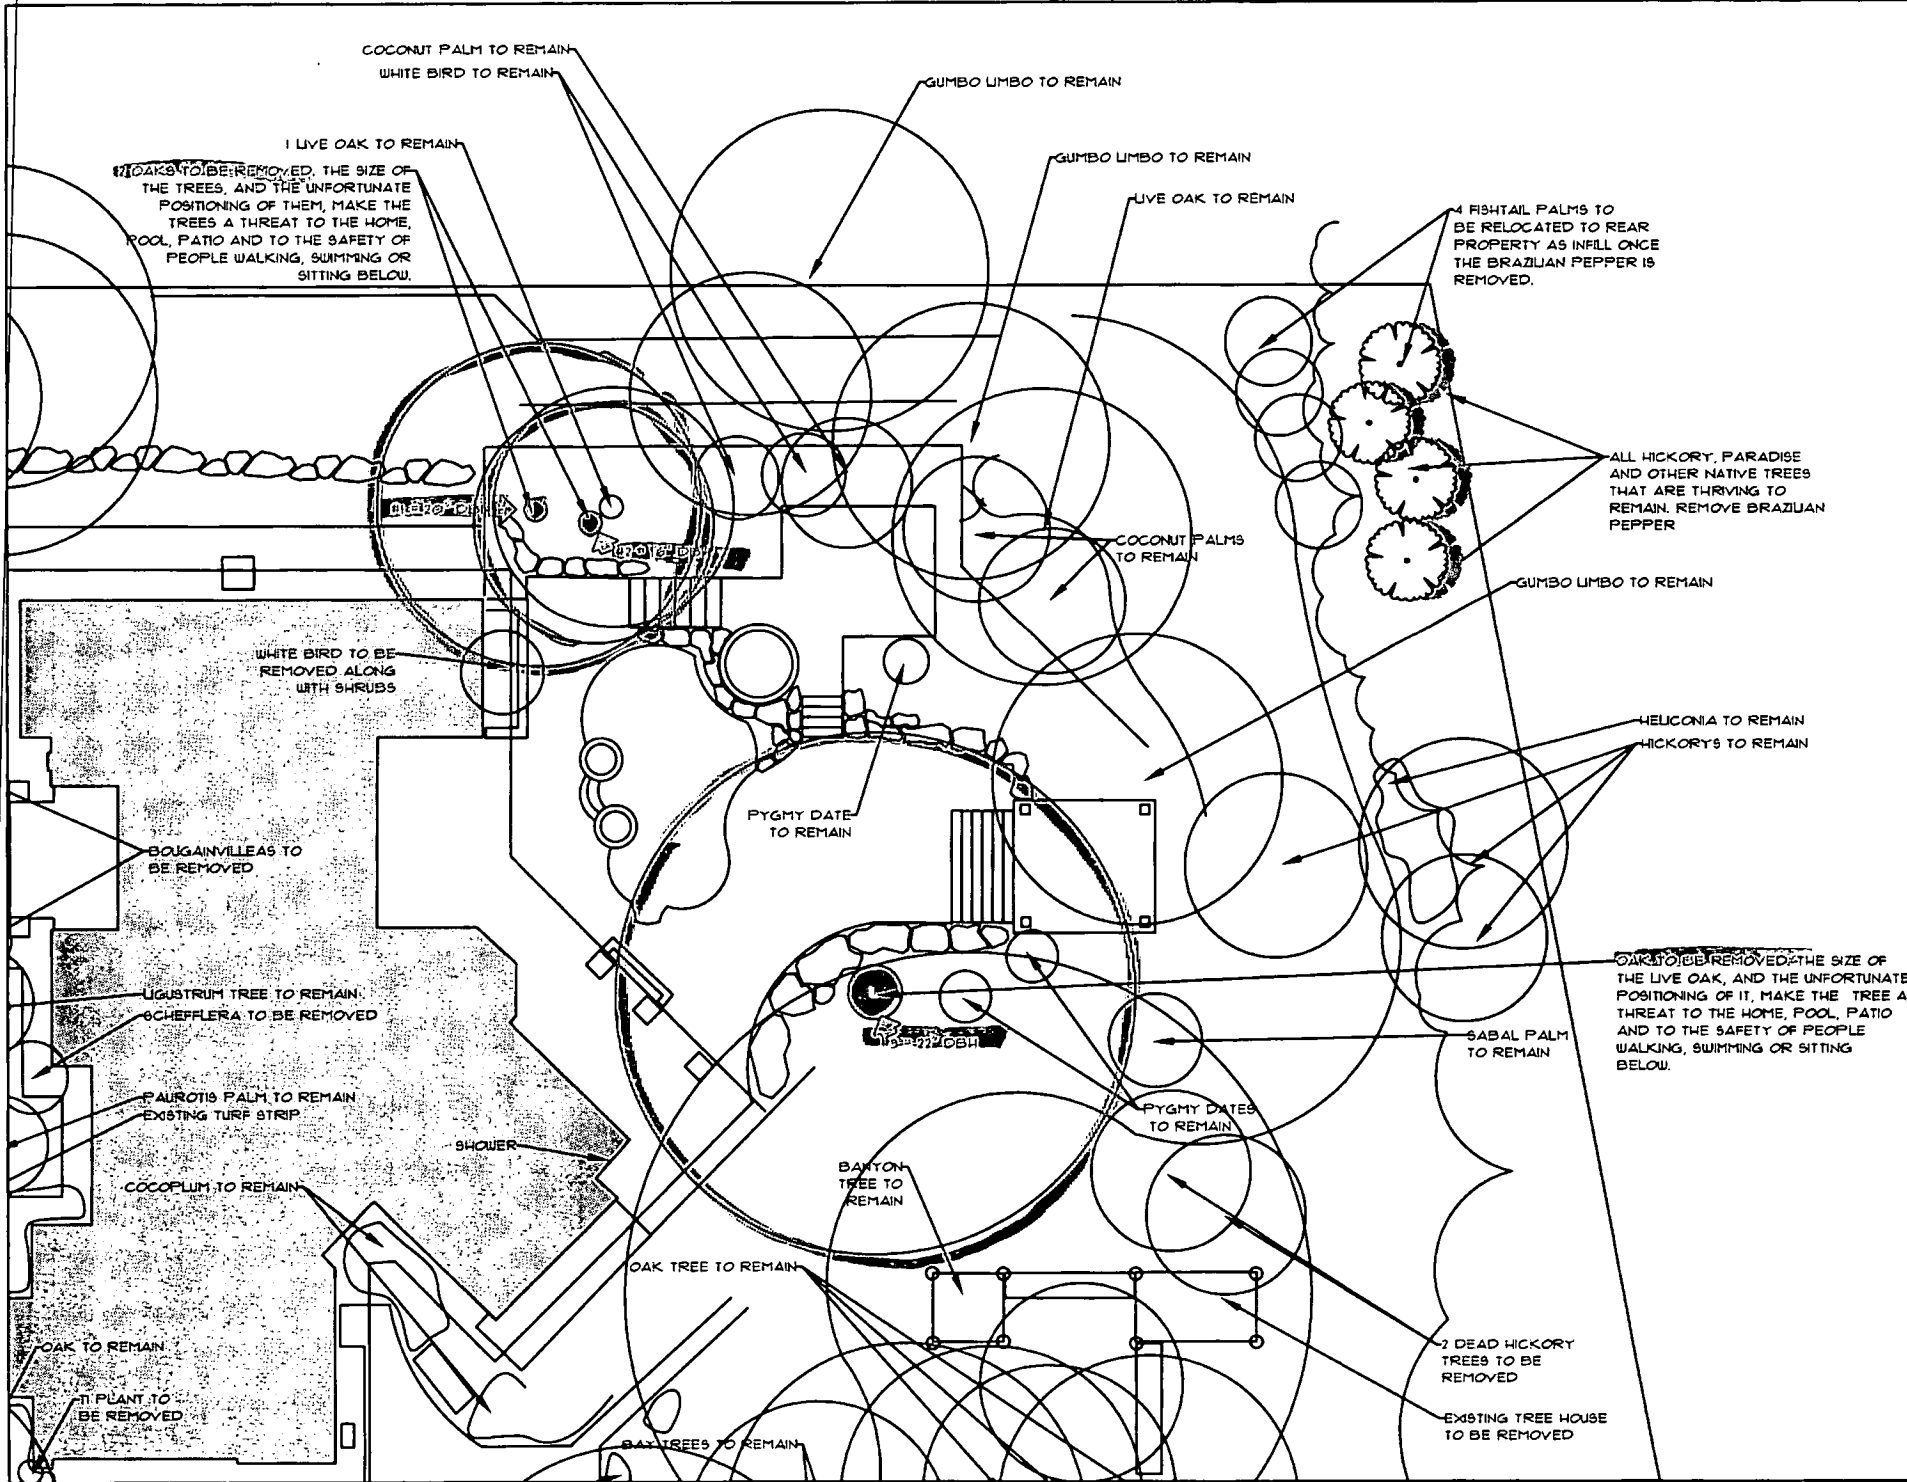 COCONUT PALM TO REMAIN
WHITE BIRD TO REMAIN
GUMBO LIMBO TO REMAIN
1 LIVE OAK TO REMAIN
OAKS TO BE REMOVED. THE SIZE OF
THE TREES, AND THE UNFORTUNATE
POSITIONING OF THEM, MAKE THE
TREES A THREAT TO THE HOME,
POOL, PATIO AND TO THE SAFETY OF
PEOPLE WALKING, SWIMMING OR
SITTING BELOW.
GUMBO LIMBO TO REMAIN
LIVE OAK TO REMAIN
4 FISHTAIL PALMS TO
BE RELOCATED TO REAR
PROPERTY AS INFILL ONCE
THE BRAZILIAN PEPPER IS
REMOVED.
ALL HICKORY, PARADISE
AND OTHER NATIVE TREES
THAT ARE THRIVING TO
REMAIN. REMOVE BRAZILIAN
PEPPER
COCONUT PALMS
TO REMAIN
GUMBO LIMBO TO REMAIN
WHITE BIRD TO BE
REMOVED ALONG
WITH SHRUBS
HELICONIA TO REMAIN
HICKORYS TO REMAIN
PYGMY DATE
TO REMAIN
BOUGAINVILLEAS TO
BE REMOVED
OAK TO BE REMOVED. THE SIZE OF
THE LIVE OAK, AND THE UNFORTUNATE
POSITIONING OF IT, MAKE THE TREE A
THREAT TO THE HOME, POOL, PATIO
AND TO THE SAFETY OF PEOPLE
WALKING, SWIMMING OR SITTING
BELOW.
LIGUSTRUM TREE TO REMAIN
SCHEFFLERA TO BE REMOVED
22" DBH
SABAL PALM
TO REMAIN
PAUROTIS PALM TO REMAIN
EXISTING TURF STRIP
PYGMY DATES
TO REMAIN
SHOWER
BANYON
TREE TO
REMAIN
COCOPLUM TO REMAIN
OAK TREE TO REMAIN
OAK TO REMAIN
2 DEAD HICKORY
TREES TO BE
REMOVED
TI PLANT TO
BE REMOVED
EXISTING TREE HOUSE
TO BE REMOVED
BAY TREES TO REMAIN